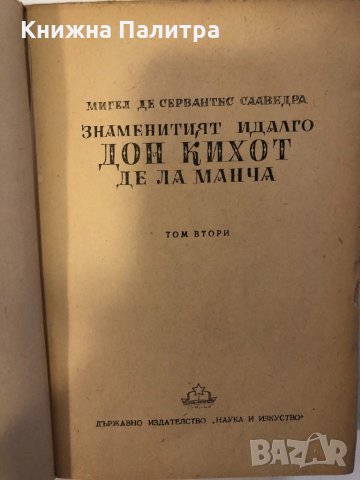 Книжна Палитра
МИГЕЛ ДЕ СЕРВАНТЕС СААВЕДРА
ЗНАМЕНИТИЯТ ИДАЛГО
ДОН КИХОТ
ДЕ ЛА МАНЧА
ТОМ ВТОРИ
ДЪРЖАВНО ИЗДАТЕЛСТВО „НАУКА И ИЗКУСТВО"
BAZAR